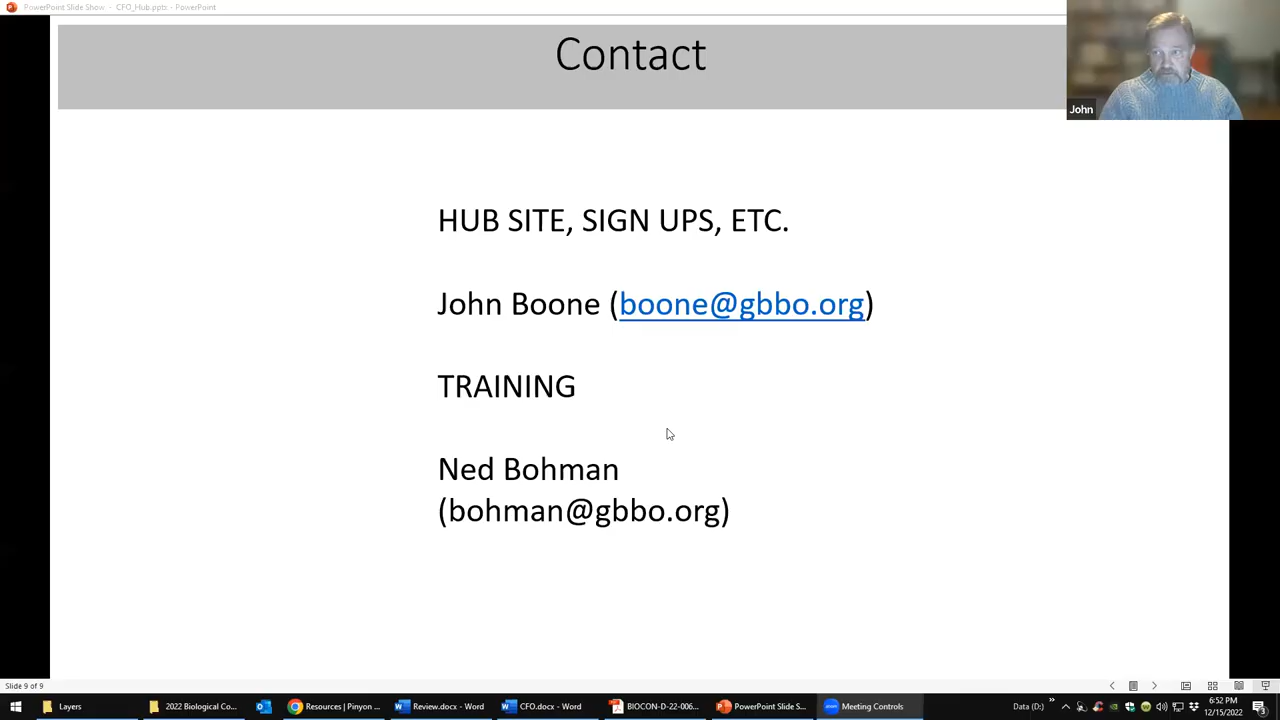 PowerPoint Slide Show - CFO_Hub.pptx - PowerPoint
Contact
John
HUB SITE, SIGN UPS, ETC.
John Boone (boone@gbbo.org)
TRAINING
Ned Bohman
(bohman@gbbo.org)
Slide 9 of 9
Layers
2022 Biological Co...
Resources | Pinyon ...
Review.docx - Word
CFO.docx - Word
BIOCON-D-22-006...
PowerPoint Slide S...
Meeting Controls
Data (D:)
6:52 PM
12/15/2022